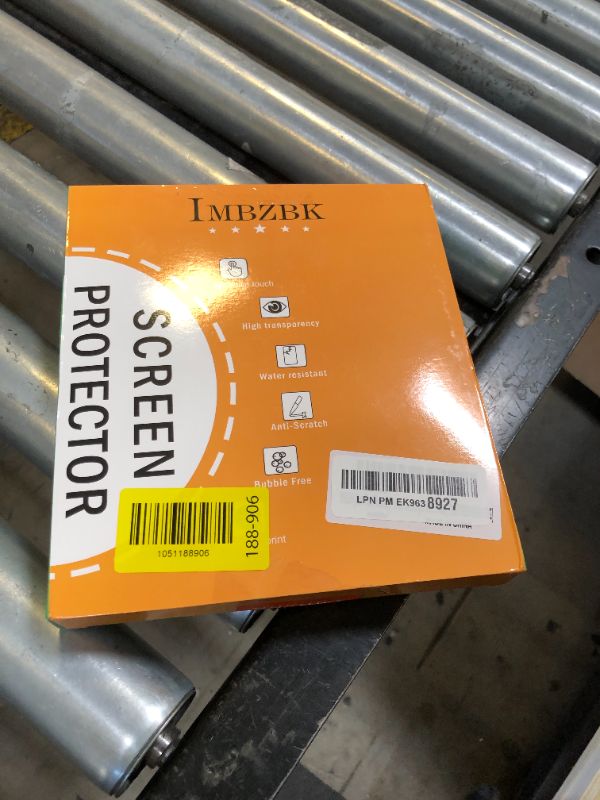 IMBZBK
touch
High transparency
Water resistant
Anti-Scratch
Bubble Free
SCREEN
PROTECTOR
LPN PM EK963 8927
1051188906
188-906